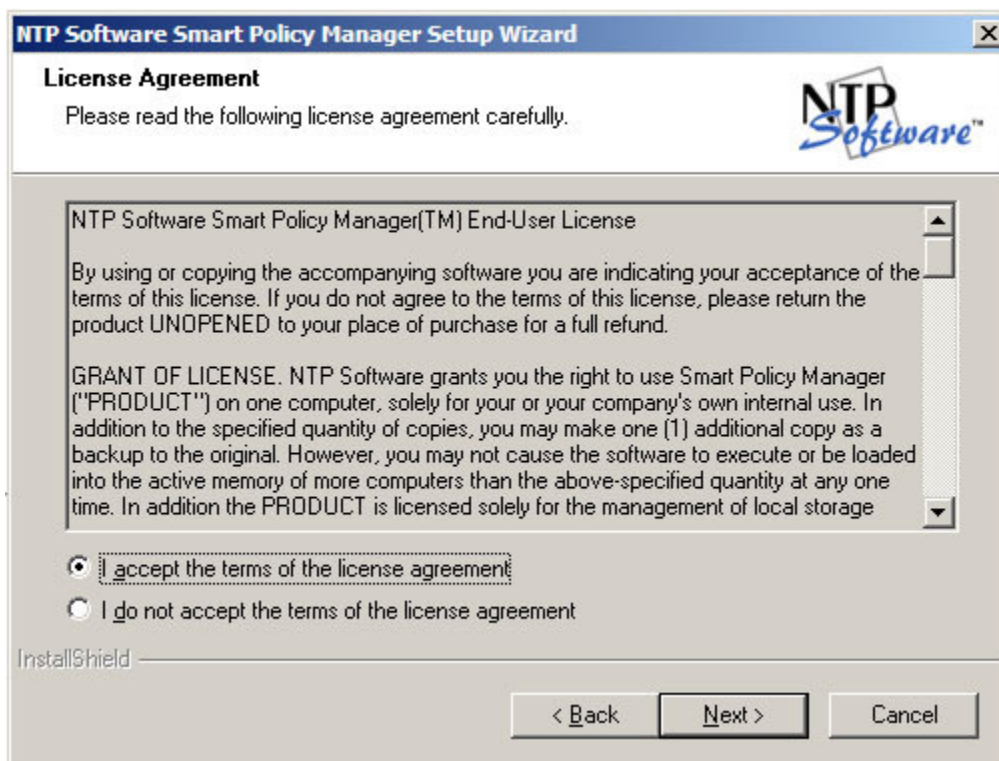 NTP Software Smart Policy Manager Setup Wizard
License Agreement
Please read the following license agreement carefully.
NTP
Software™
NTP Software Smart Policy Manager(TM) End-User License
By using or copying the accompanying software you are indicating your acceptance of the
terms of this license. If you do not agree to the terms of this license, please return the
product UNOPENED to your place of purchase for a full refund.
GRANT OF LICENSE. NTP Software grants you the right to use Smart Policy Manager
("PRODUCT") on one computer, solely for your or your company's own internal use. In
addition to the specified quantity of copies, you may make one (1) additional copy as a
backup to the original. However, you may not cause the software to execute or be loaded
into the active memory of more computers than the above-specified quantity at any one
time. In addition the PRODUCT is licensed solely for the management of local storage
I accept the terms of the license agreement
I do not accept the terms of the license agreement
InstallShield
< Back
Next >
Cancel